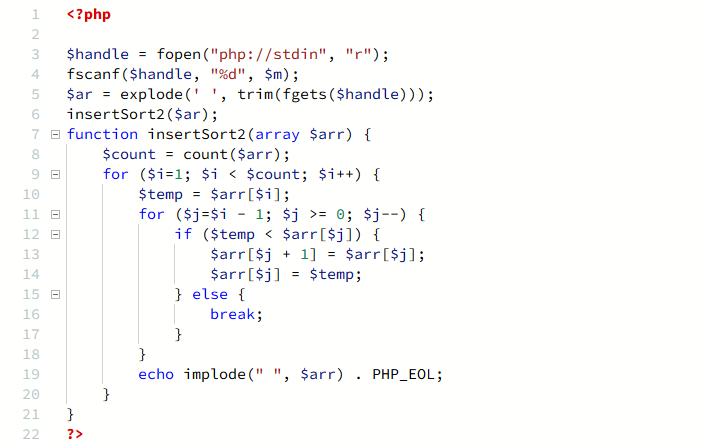 1 <?php
2
3 $handle = fopen("php://stdin", "r");
4 fscanf($handle, "%d", $m);
5 $ar = explode(' ', trim(fgets($handle)));
6 insertSort2($ar);
7 function insertSort2(array $arr) {
8     $count = count($arr);
9     for ($i=1; $i < $count; $i++) {
10         $temp = $arr[$i];
11         for ($j=$i - 1; $j >= 0; $j--) {
12             if ($temp < $arr[$j]) {
13                 $arr[$j + 1] = $arr[$j];
14                 $arr[$j] = $temp;
15             } else {
16                 break;
17             }
18         }
19         echo implode(" ", $arr) . PHP_EOL;
20     }
21 }
22 ?>